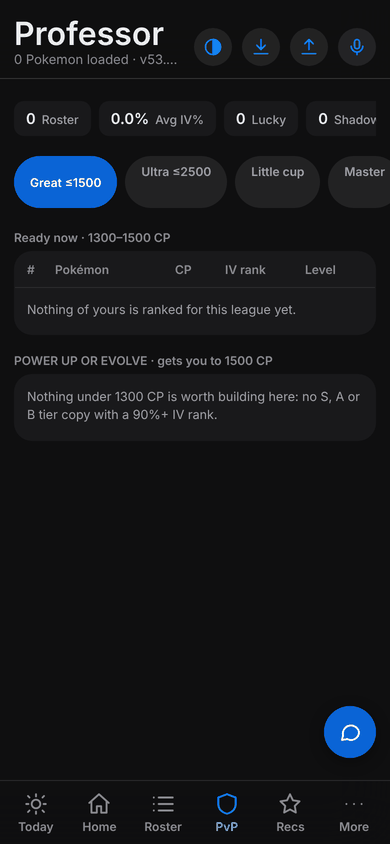 Professor
0 Pokemon loaded · v53....
0 Roster
0.0% Avg IV%
0 Lucky
0 Shadow
Great ≤1500
Ultra ≤2500
Little cup
Master
Ready now · 1300–1500 CP
# Pokémon CP IV rank Level
Nothing of yours is ranked for this league yet.
POWER UP OR EVOLVE · gets you to 1500 CP
Nothing under 1300 CP is worth building here: no S, A or
B tier copy with a 90%+ IV rank.
Today
Home
Roster
PvP
Recs
More